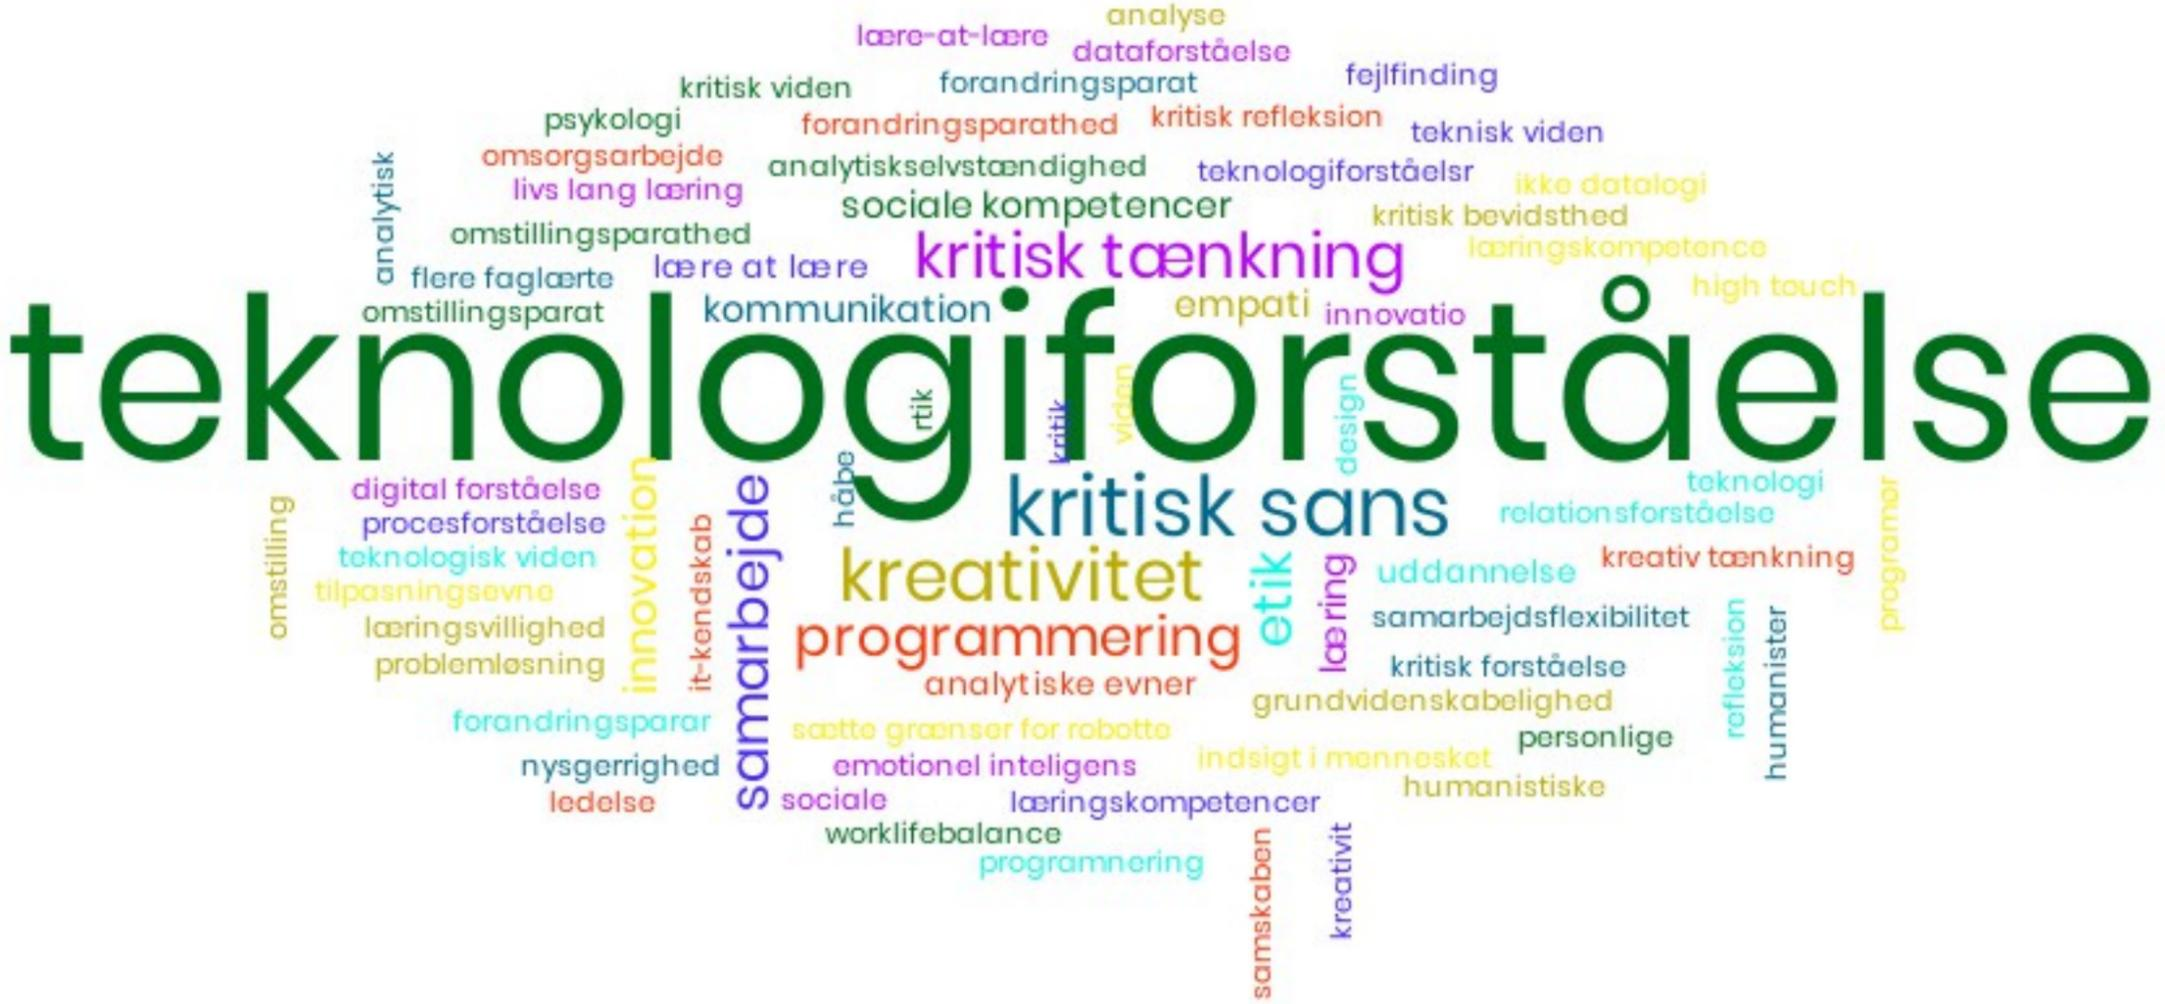 analyse
lære-at-lære
dataforståelse
kritisk viden
forandringsparat
fejlfinding
psykologi
forandringsparathed
kritisk refleksion
teknisk viden
analytisk
omsorgsarbejde
analytiskselvstændighed
teknologiforståelsr
ikke datalogi
livs lang læring
sociale kompetencer
kritisk bevidsthed
omstillingsparathed
kritisk tænkning
læringskompetence
flere faglærte
lære at lære
high touch
omstillingsparat
kommunikation
empati
innovatio
teknologiforståelse
rtik
kritik
viden
design
håbe
digital forståelse
kritisk sans
teknologi
omstilling
procesforståelse
innovation
it-kendskab
samarbejde
relationsforståelse
programør
teknologisk viden
kreativitet
etik
læring
uddannelse
kreativ tænkning
tilpasningsevne
læringsvillighed
programmering
samarbejdsflexibilitet
refleksion
humanister
problemløsning
analytiske evner
kritisk forståelse
grundvidenskabelighed
forandringsparar
sætte grænser for robotte
personlige
nysgerrighed
emotionel inteligens
indsigt i mennesket
humanistiske
ledelse
sociale
læringskompetencer
worklifebalance
programnering
samskaben
kreativit